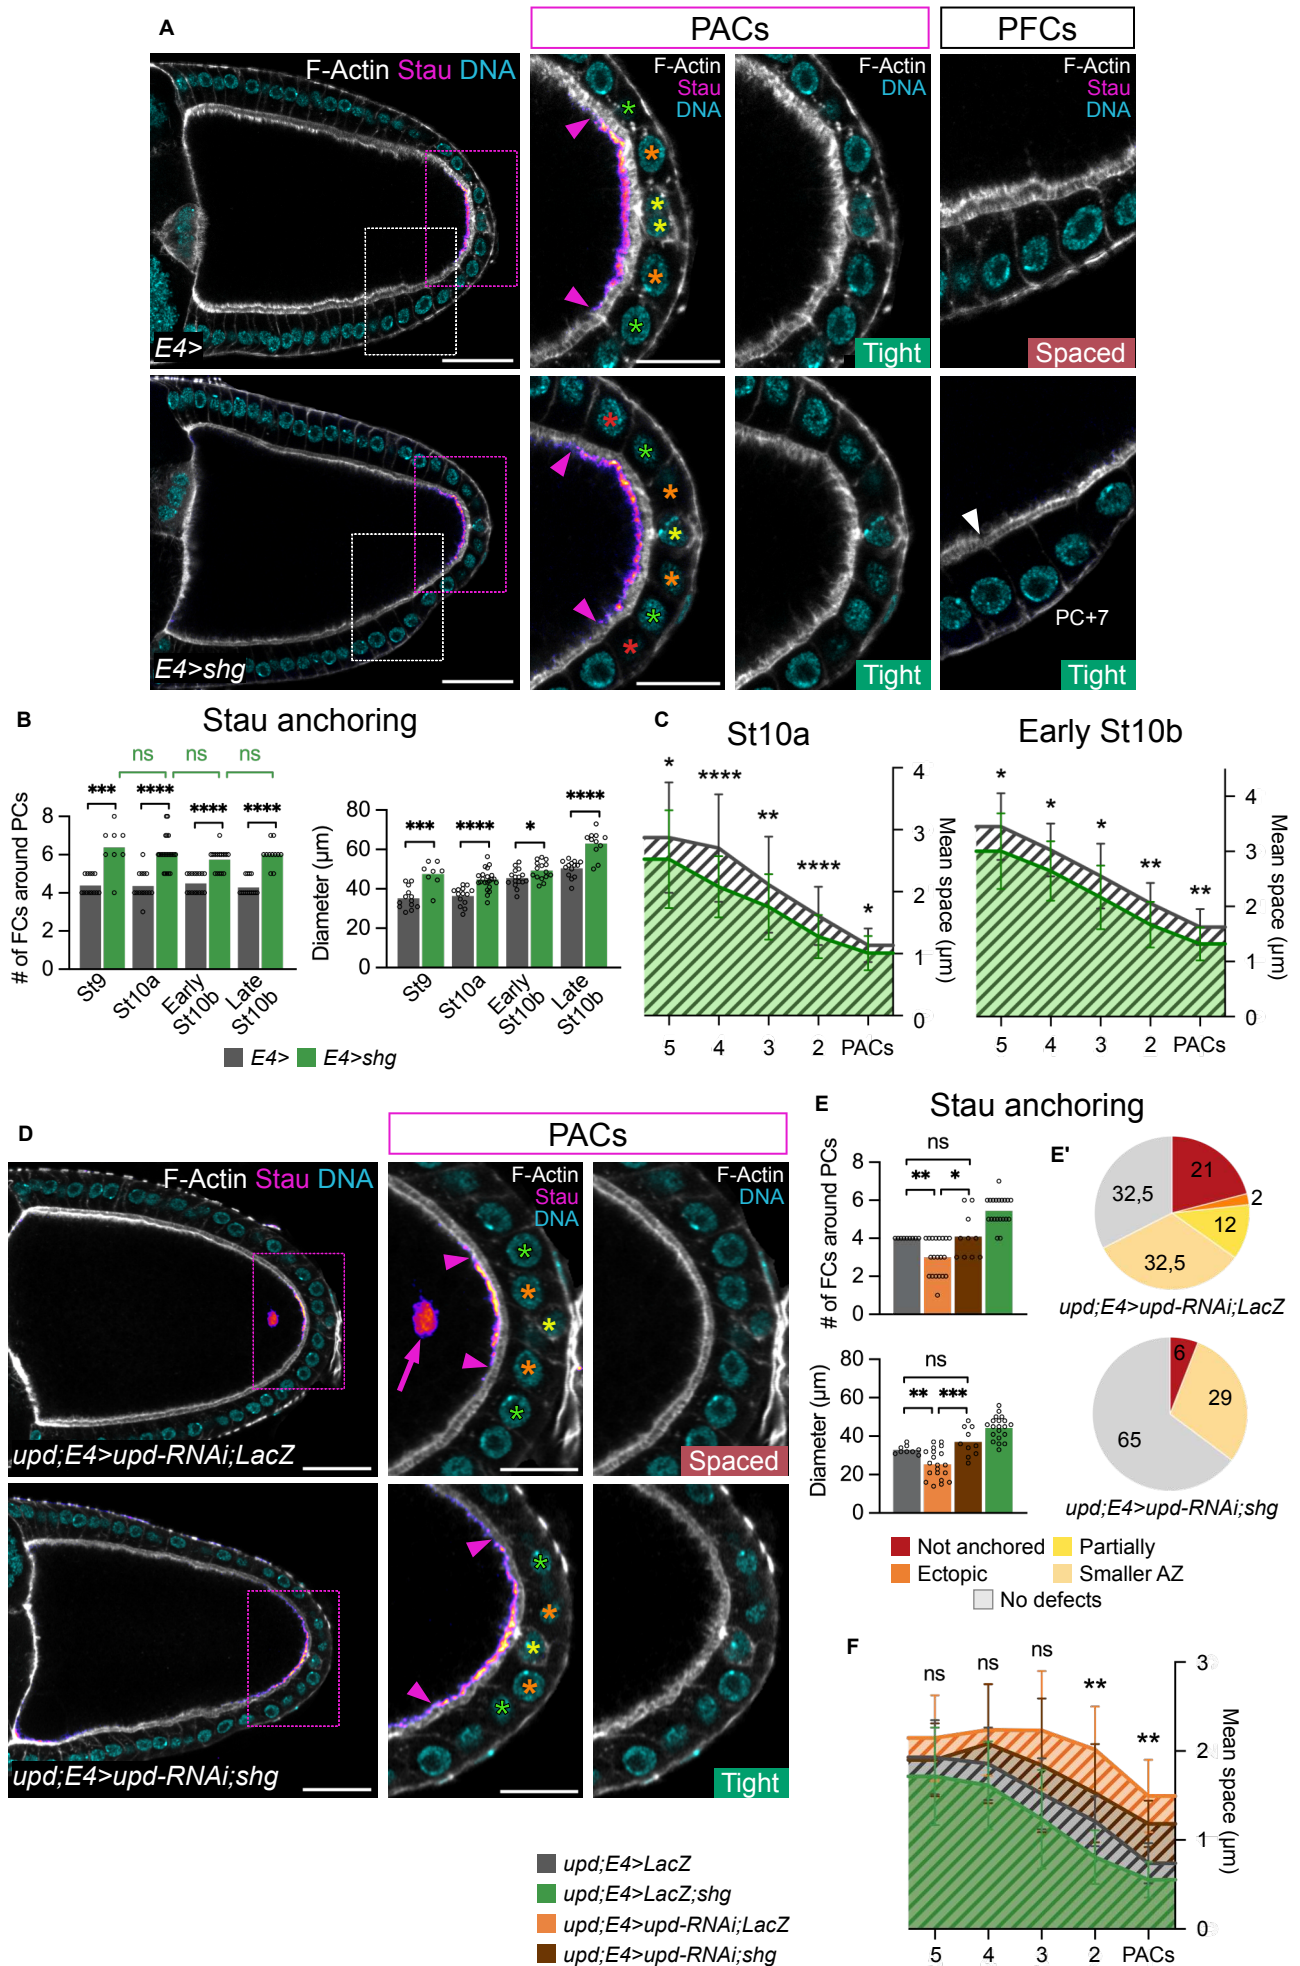 A
PACs
PFCs
F-Actin Stau DNA
F-Actin
Stau
DNA
F-Actin
DNA
F-Actin
Stau
DNA
*
*
*
*
*
*
E4>
Tight
Spaced
*
*
*
*
*
*
*
PC+7
E4>shg
Tight
Tight
B
Stau anchoring
ns ns ns
*** **** **** ****
# of FCs around PCs
8
6
4
2
0
St9
St10a
Early
St10b
Late
St10b
*** **** * ****
Diameter (µm)
80
60
40
20
0
St9
St10a
Early
St10b
Late
St10b
E4> E4>shg
C
St10a
* **** ** **** *
4
3
2
1
0
Mean space (µm)
5 4 3 2 PACs
Early St10b
* * * ** **
4
3
2
1
0
Mean space (µm)
5 4 3 2 PACs
D
PACs
F-Actin Stau DNA
F-Actin
Stau
DNA
F-Actin
DNA
*
*
*
*
*
upd;E4>upd-RNAi;LacZ
Spaced
*
*
*
*
*
upd;E4>upd-RNAi;shg
Tight
E
Stau anchoring
ns
** *
# of FCs around PCs
8
6
4
2
0
ns
** ***
Diameter (µm)
80
60
40
20
0
E'
21
2
12
32,5
32,5
upd;E4>upd-RNAi;LacZ
6
29
65
upd;E4>upd-RNAi;shg
Not anchored
Partially
Ectopic
Smaller AZ
No defects
F
ns ns ns ** **
3
2
1
0
Mean space (µm)
5 4 3 2 PACs
upd;E4>LacZ
upd;E4>LacZ;shg
upd;E4>upd-RNAi;LacZ
upd;E4>upd-RNAi;shg